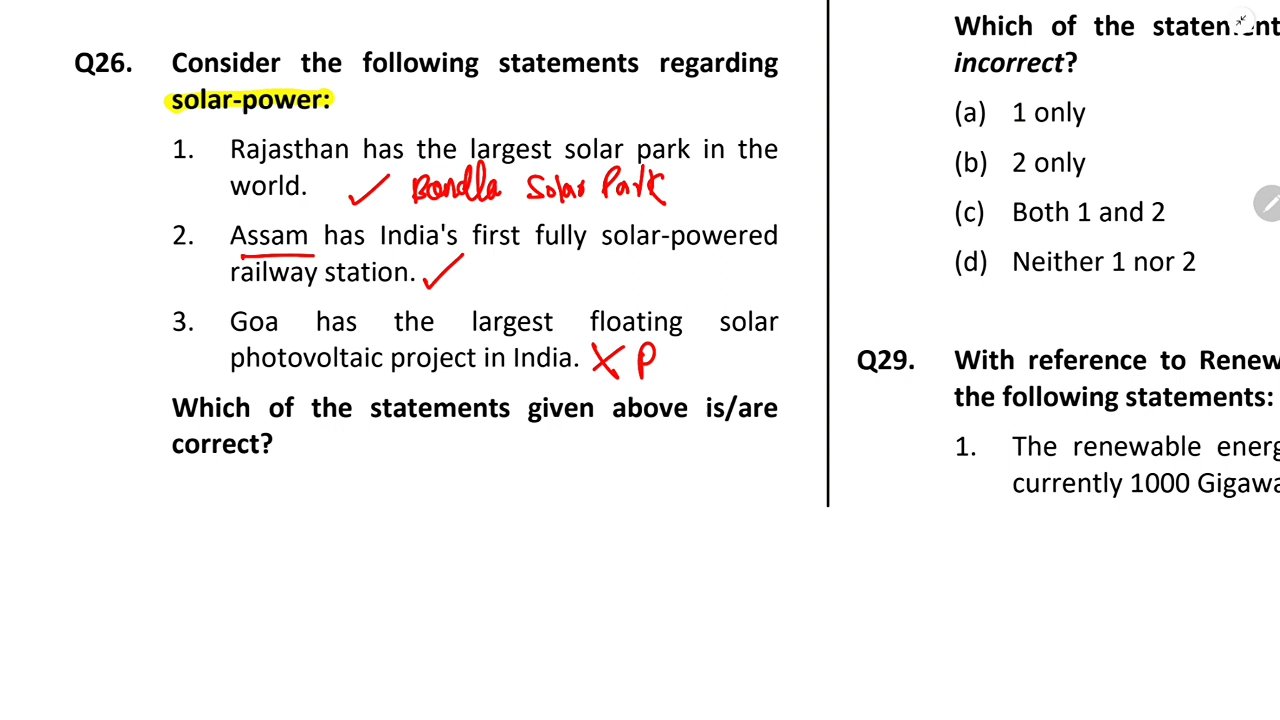 Q26. Consider the following statements regarding
solar-power:
1. Rajasthan has the largest solar park in the
world. Bandla Solar Park
2. Assam has India's first fully solar-powered
railway station.
3. Goa has the largest floating solar
photovoltaic project in India. X P
Which of the statements given above is/are
correct?
Which of the statement
incorrect?
(a) 1 only
(b) 2 only
(c) Both 1 and 2
(d) Neither 1 nor 2
Q29. With reference to Renew
the following statements:
1. The renewable energ
currently 1000 Gigawa